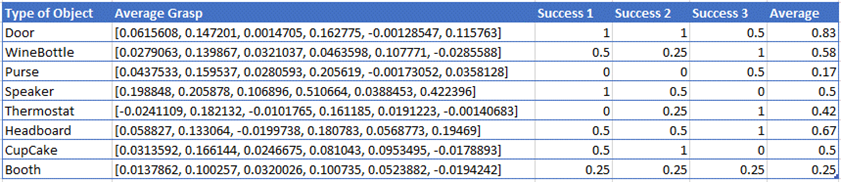 Type of Object Average Grasp Success 1 Success 2 Success 3 Average
Door [0.0615608, 0.147201, 0.0014705, 0.162775, -0.00128547, 0.115763] 1 1 0.5 0.83
WineBottle [0.0279063, 0.139867, 0.0321037, 0.0463598, 0.107771, -0.0285588] 0.5 0.25 1 0.58
Purse [0.0437533, 0.159537, 0.0280593, 0.205619, -0.00173052, 0.0358128] 0 0 0.5 0.17
Speaker [0.198848, 0.205878, 0.106896, 0.510664, 0.0388453, 0.422396] 1 0.5 0 0.5
Thermostat [-0.0241109, 0.182132, -0.0101765, 0.161185, 0.0191223, -0.00140683] 0 0.25 1 0.42
Headboard [0.058827, 0.133064, -0.0199738, 0.180783, 0.0568773, 0.19469] 0.5 0.5 1 0.67
CupCake [0.0313592, 0.166144, 0.0246675, 0.081043, 0.0953495, -0.0178893] 0.5 1 0 0.5
Booth [0.0137862, 0.100257, 0.0320026, 0.100735, 0.0523882, -0.0194242] 0.25 0.25 0.25 0.25